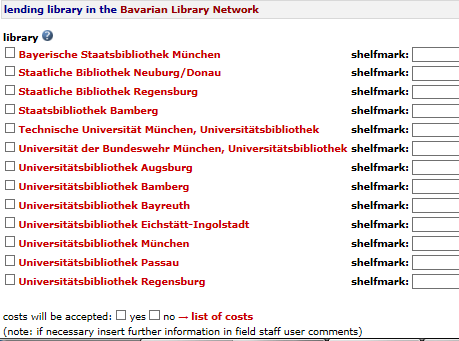 lending library in the Bavarian Library Network
library ?
Bayerische Staatsbibliothek München shelfmark:
Staatliche Bibliothek Neuburg/Donau shelfmark:
Staatliche Bibliothek Regensburg shelfmark:
Staatsbibliothek Bamberg shelfmark:
Technische Universität München, Universitätsbibliothek shelfmark:
Universität der Bundeswehr München, Universitätsbibliothek shelfmark:
Universitätsbibliothek Augsburg shelfmark:
Universitätsbibliothek Bamberg shelfmark:
Universitätsbibliothek Bayreuth shelfmark:
Universitätsbibliothek Eichstätt-Ingolstadt shelfmark:
Universitätsbibliothek München shelfmark:
Universitätsbibliothek Passau shelfmark:
Universitätsbibliothek Regensburg shelfmark:
costs will be accepted: yes no → list of costs
(note: if necessary insert further information in field staff user comments)